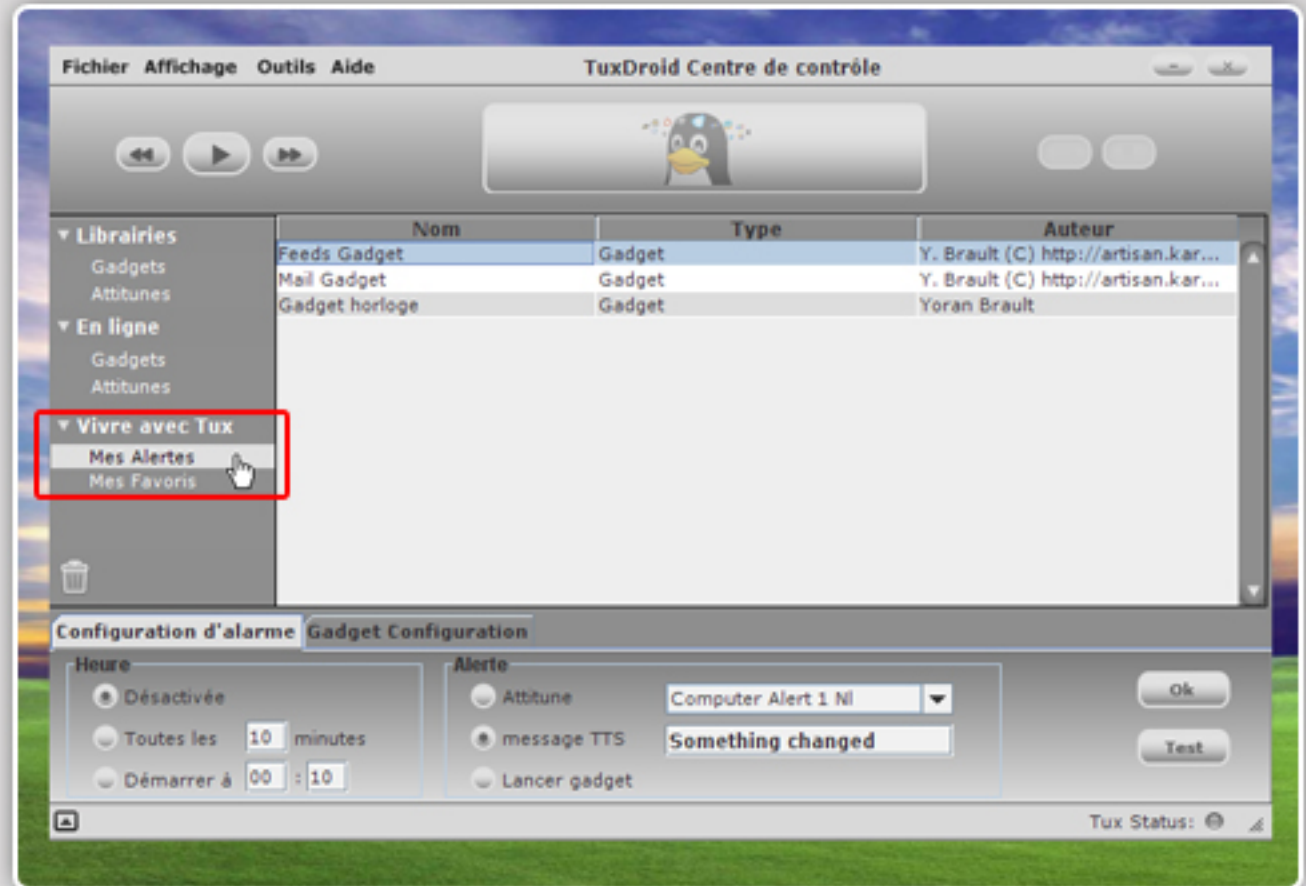 Fichier Affichage Outils Aide TuxDroid Centre de contrôle
Nom Type Auteur
Librairies
Gadgets
Attitunes
En ligne
Gadgets
Attitunes
Vivre avec Tux
Mes Alertes
Mes Favoris
Feeds Gadget Gadget Y. Brault (C) http://artisan.kar...
Mail Gadget Gadget Y. Brault (C) http://artisan.kar...
Gadget horloge Gadget Yoran Brault
Configuration d'alarme Gadget Configuration
Heure
Désactivée
Toutes les 10 minutes
Démarrer á 00 : 10
Alerte
Attitune Computer Alert 1 Nl
message TTS Something changed
Lancer gadget
Ok
Test
Tux Status: